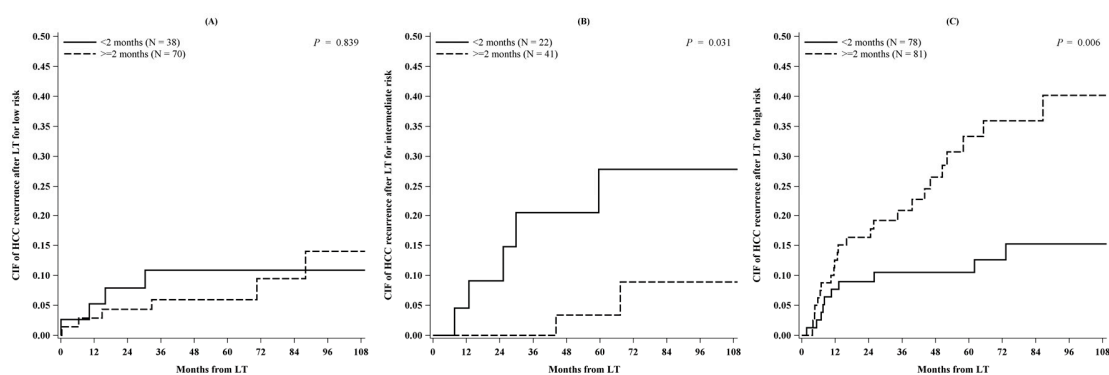 (A)
<2 months (N = 38)
>=2 months (N = 70)
P = 0.839
CIF of HCC recurrence after LT for low risk
0.50
0.45
0.40
0.35
0.30
0.25
0.20
0.15
0.10
0.05
0.00
0 12 24 36 48 60 72 84 96 108
Months from LT
(B)
<2 months (N = 22)
>=2 months (N = 41)
P = 0.031
CIF of HCC recurrence after LT for intermediate risk
0.50
0.45
0.40
0.35
0.30
0.25
0.20
0.15
0.10
0.05
0.00
0 12 24 36 48 60 72 84 96 108
Months from LT
(C)
<2 months (N = 78)
>=2 months (N = 81)
P = 0.006
CIF of HCC recurrence after LT for high risk
0.50
0.45
0.40
0.35
0.30
0.25
0.20
0.15
0.10
0.05
0.00
0 12 24 36 48 60 72 84 96 108
Months from LT